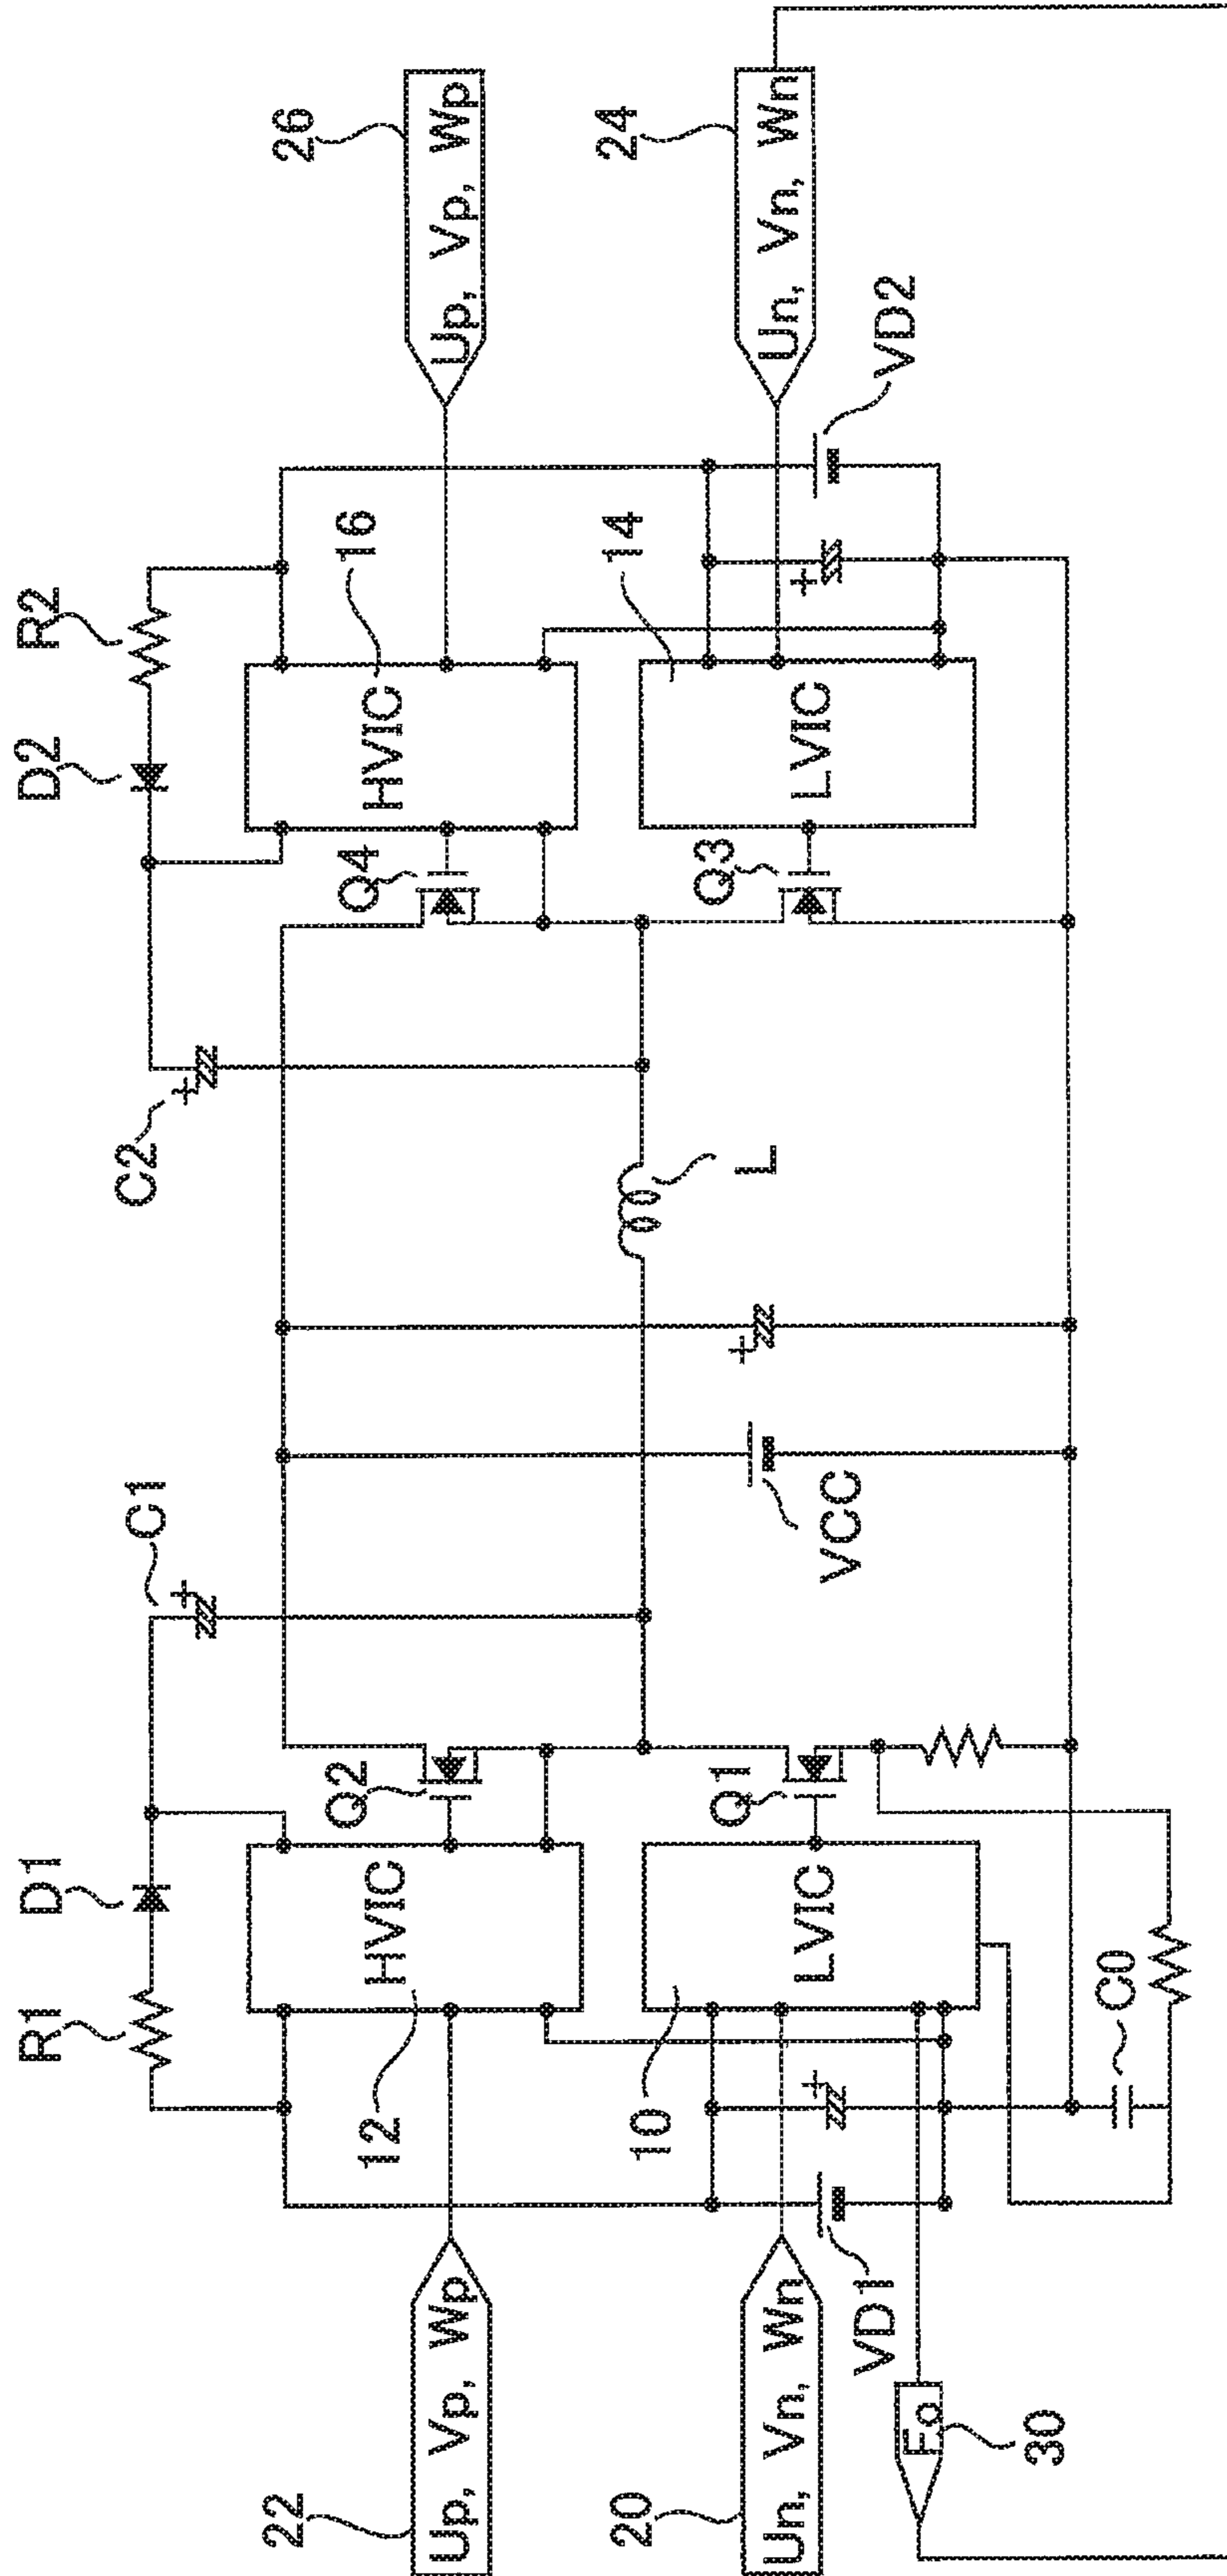 R1
D1
C1
C2
D2
R2
22
Up, Vp, Wp
12
HVIC
Q2
Q4
HVIC
16
Up, Vp, Wp
26
20
Un, Vn, Wn
10
LVIC
Q1
VCC
L
Q3
LVIC
14
Un, Vn, Wn
24
VD1
VD2
Fo
30
C0